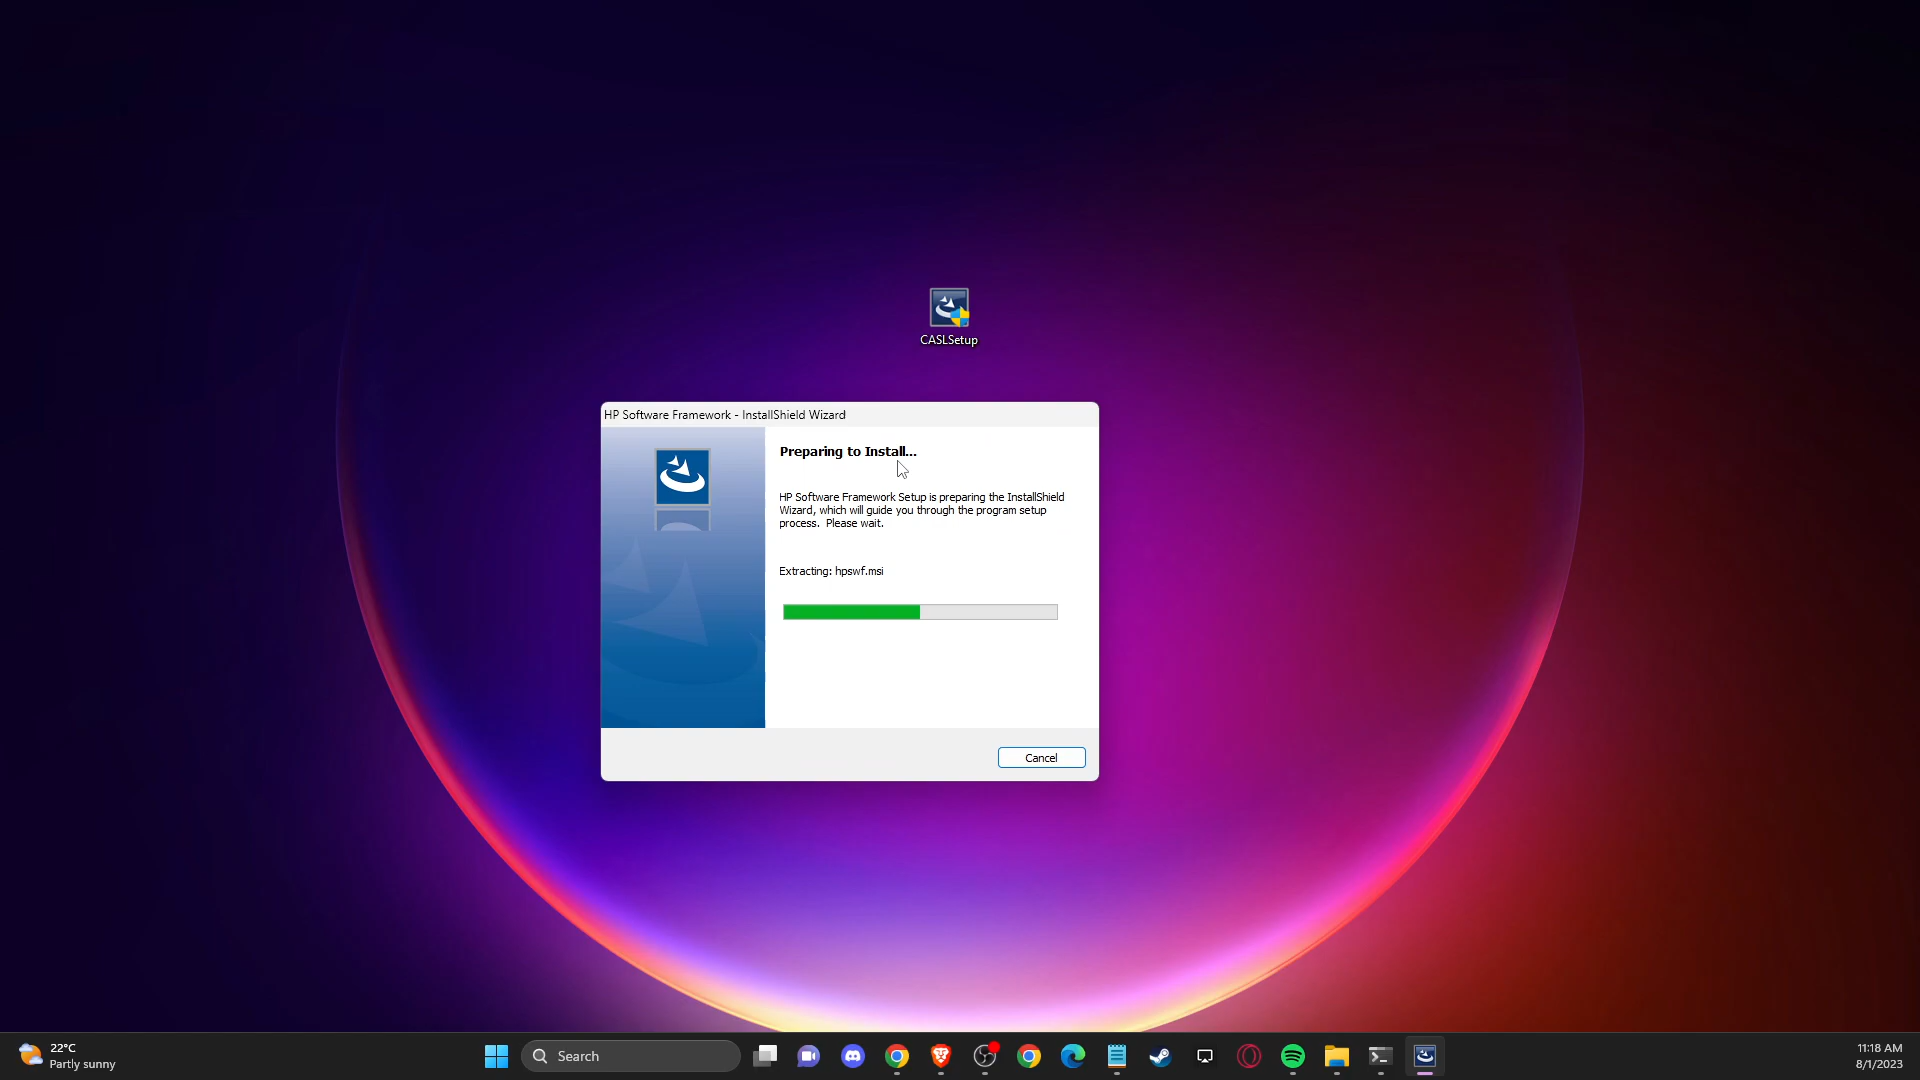 CASLSetup
HP Software Framework - InstallShield Wizard
Preparing to Install...
HP Software Framework Setup is preparing the InstallShield
Wizard, which will guide you through the program setup
process. Please wait.
Extracting: hpswf.msi
Cancel
22°C
Partly sunny
Search
11:18 AM
8/1/2023